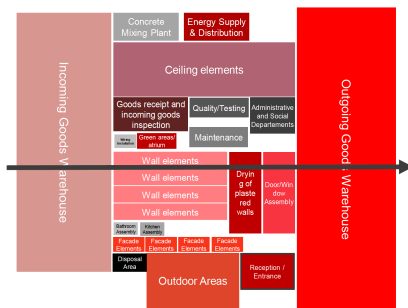 Concrete
Mixing Plant
Energy Supply
& Distribution
Incoming Goods Warehouse
Ceiling elements
Outgoing Goods Warehouse
Goods receipt and
incoming goods
inspection
Quality/Testing
Administrative
and Social
Departements
Maintenance
Green areas/
atrium
Wall elements
Wall elements
Wall elements
Wall elements
Dryin
g of
plaste
red
walls
Door/Win
dow
Assembly
Bathroom
Assembly
Kitchen
Assembly
Facade
Elements
Facade
Elements
Facade
Elements
Facade
Elements
Disposal
Area
Outdoor Areas
Reception /
Entrance